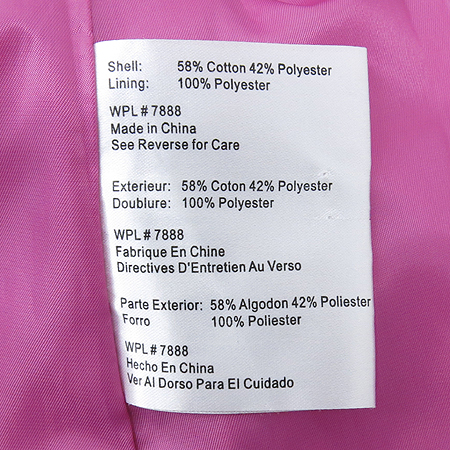 Shell: 58% Cotton 42% Polyester
Lining: 100% Polyester
WPL # 7888
Made in China
See Reverse for Care
Exterieur: 58% Coton 42% Polyester
Doublure: 100% Polyester
WPL # 7888
Fabrique En Chine
Directives D'Entretien Au Verso
Parte Exterior: 58% Algodon 42% Poliester
Forro 100% Poliester
WPL # 7888
Hecho En China
Ver Al Dorso Para El Cuidado